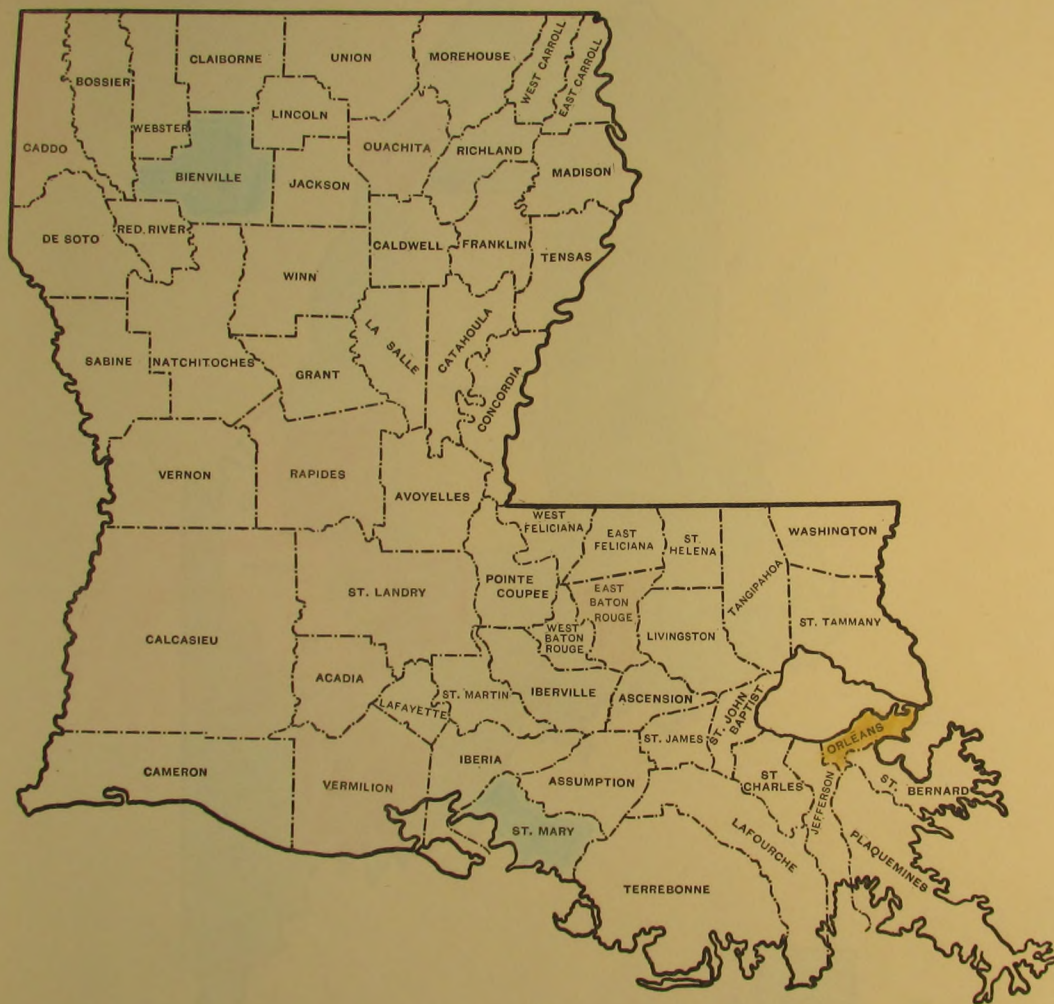 CLAIBORNE
UNION
MOREHOUSE
WEST CARROLL
EAST CARROLL
BOSSIER
WEBSTER
LINCOLN
CADDO
OUACHITA
RICHLAND
MADISON
BIENVILLE
JACKSON
DE SOTO
RED RIVER
CALDWELL
FRANKLIN
TENSAS
WINN
LA
SALLE
CATAHOULA
SABINE
NATCHITOCHES
GRANT
CONCORDIA
VERNON
RAPIDES
AVOYELLES
WEST
FELICIANA
EAST
FELICIANA
ST.
HELENA
TANGIPAHOA
WASHINGTON
ST. LANDRY
POINTE
COUPEE
EAST
BATON
ROUGE
ST. TAMMANY
CALCASIEU
WEST
BATON
ROUGE
LIVINGSTON
ACADIA
LAFAYETTE
ST. MARTIN
IBERVILLE
ASCENSION
ST. JOHN
BAPTIST
ORLEANS
ST. JAMES
CAMERON
VERMILION
IBERIA
ASSUMPTION
ST
CHARLES
JEFFERSON
ST.
BERNARD
ST. MARY
LAFOURCHE
PLAQUEMINES
TERREBONNE